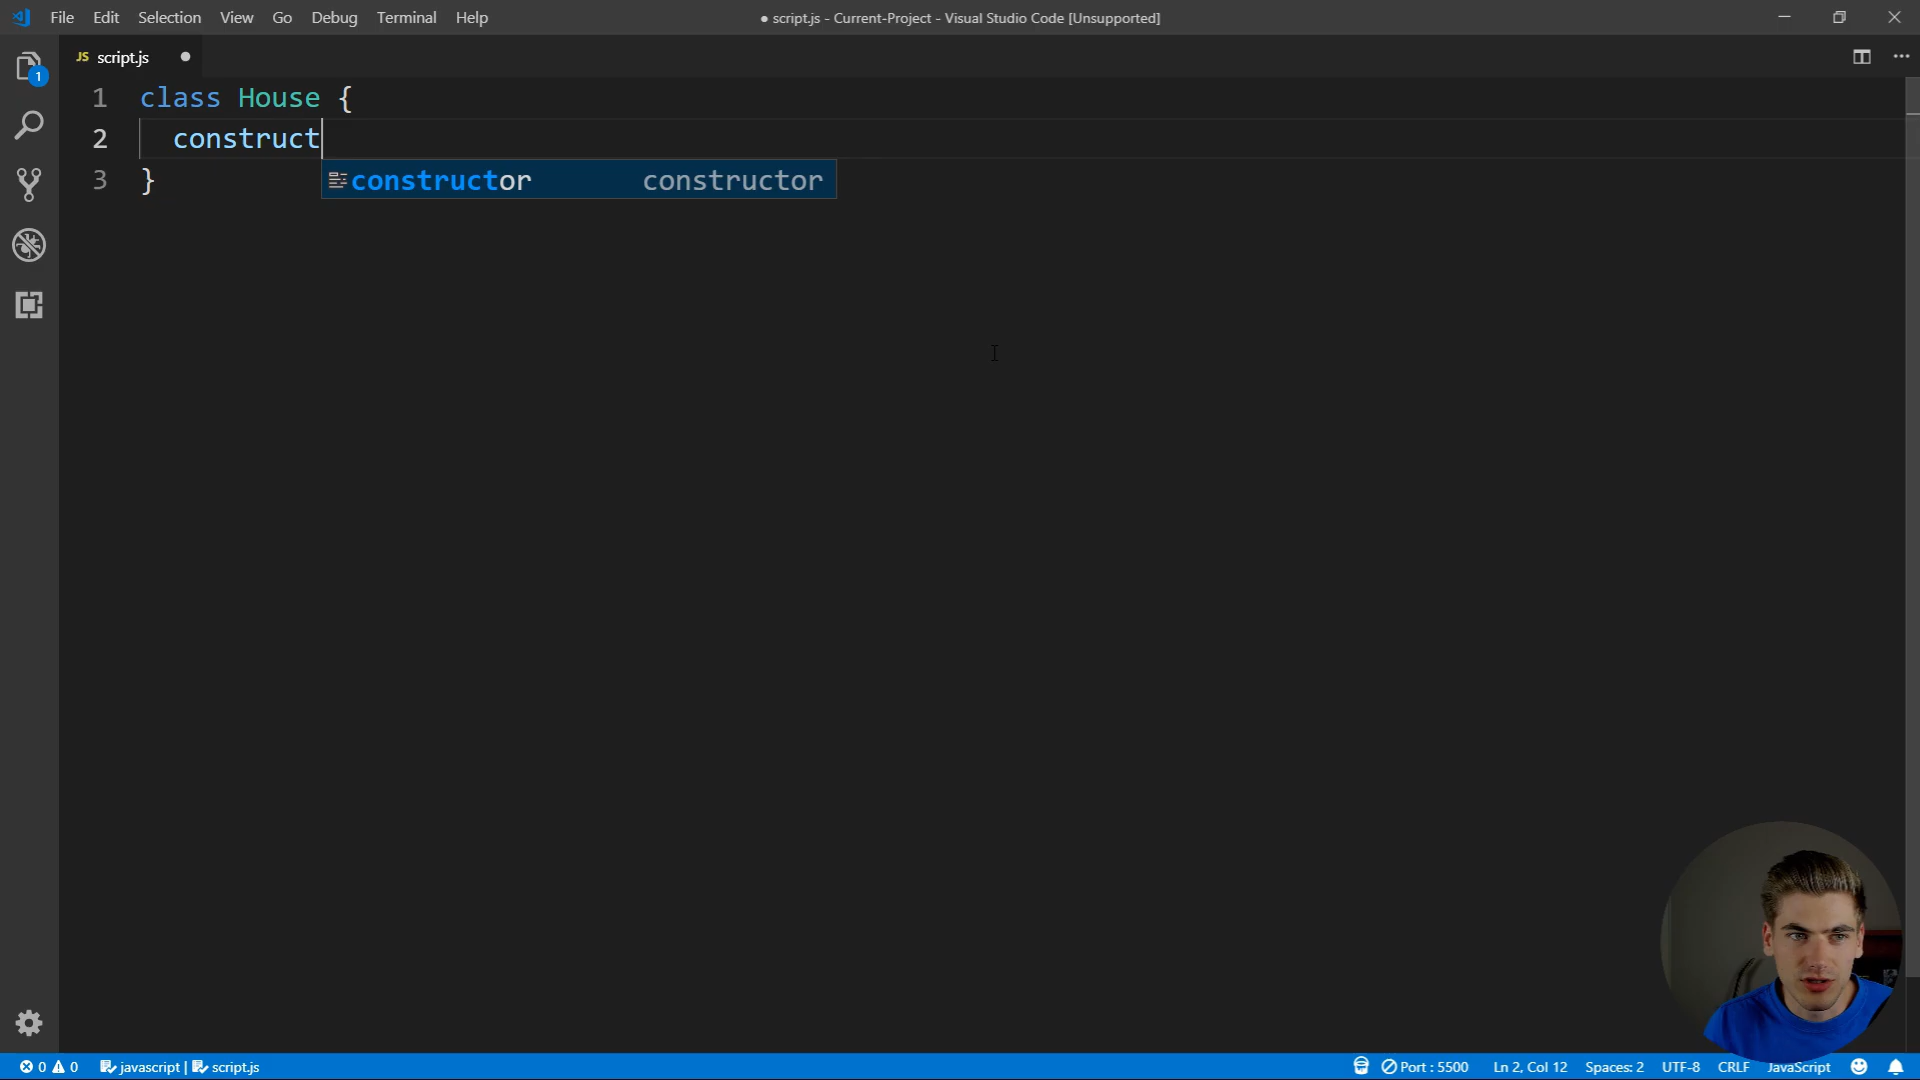 File Edit Selection View Go Debug Terminal Help
● script.js - Current-Project - Visual Studio Code [Unsupported]
1
JS script.js ●
1 class House {
2 construct
constructor constructor
3 }
0 0 javascript | script.js
Port : 5500 Ln 2, Col 12 Spaces: 2 UTF-8 CRLF JavaScript